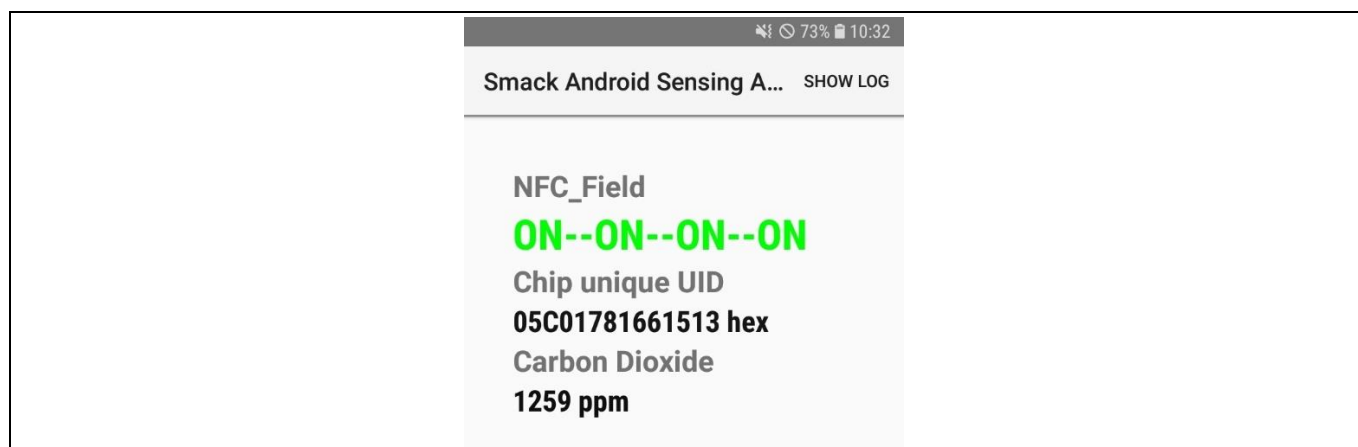 73% 10:32
Smack Android Sensing A... SHOW LOG
NFC_Field
ON--ON--ON--ON
Chip unique UID
05C01781661513 hex
Carbon Dioxide
1259 ppm